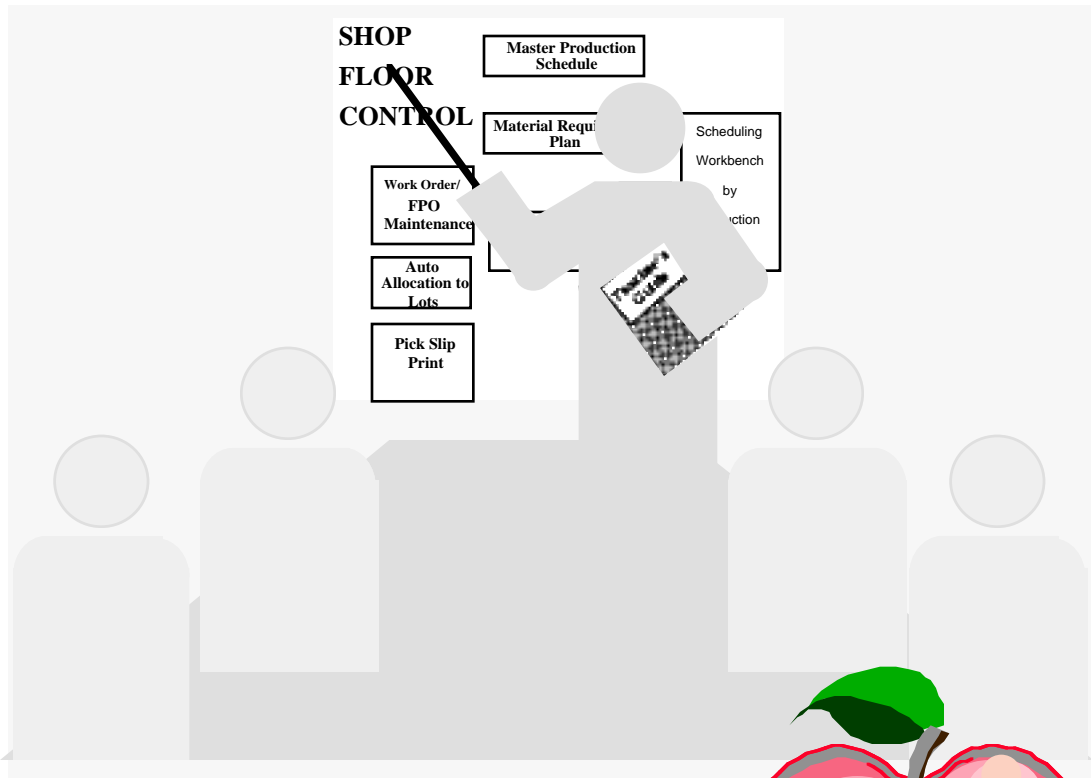 SHOP
FLOOR
CONTROL
Master Production
Schedule
Material Requi
Plan
Scheduling
Workbench
by
uction
Work Order/
FPO
Maintenance
Auto
Allocation to
Lots
Pick Slip
Print